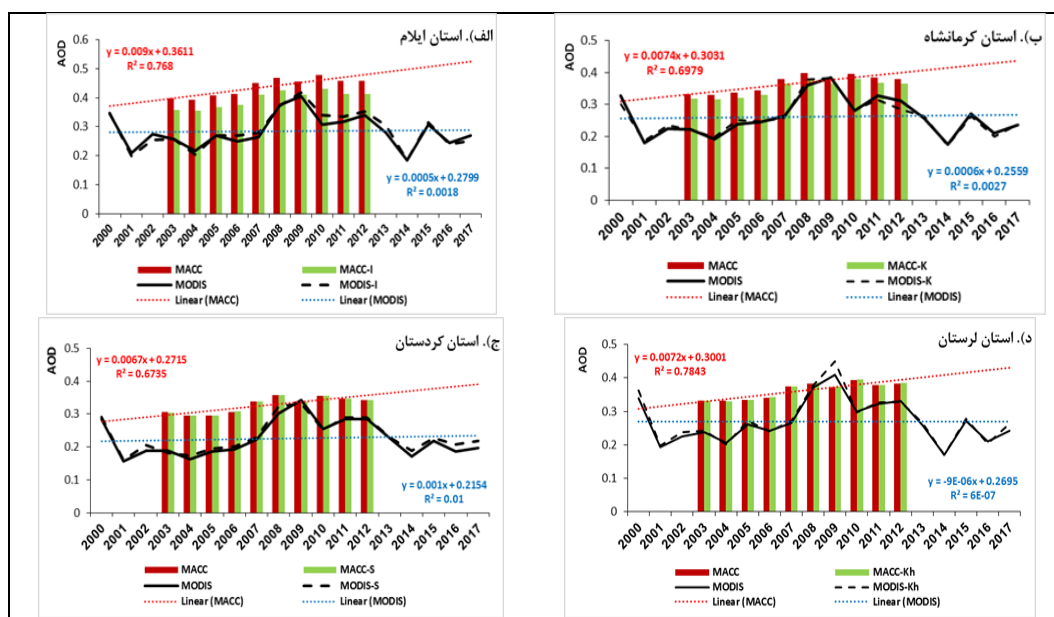 الف). استان ایلام
AOD
y = 0.009x + 0.3611
R² = 0.768
0.6
0.5
0.4
0.3
0.2
0.1
0
y = 0.0005x + 0.2799
R² = 0.0018
2000 2001 2002 2003 2004 2005 2006 2007 2008 2009 2010 2011 2012 2013 2014 2015 2016 2017
MACC MACC-I
MODIS MODIS-I
Linear (MACC) Linear (MODIS)
ب). استان کرمانشاه
AOD
y = 0.0074x + 0.3031
R² = 0.6979
0.5
0.4
0.3
0.2
0.1
0
y = 0.0006x + 0.2559
R² = 0.0027
2000 2001 2002 2003 2004 2005 2006 2007 2008 2009 2010 2011 2012 2013 2014 2015 2016 2017
MACC MACC-K
MODIS MODIS-K
Linear (MACC) Linear (MODIS)
ج). استان کردستان
AOD
y = 0.0067x + 0.2715
R² = 0.6735
0.5
0.4
0.3
0.2
0.1
0
y = 0.001x + 0.2154
R² = 0.01
2000 2001 2002 2003 2004 2005 2006 2007 2008 2009 2010 2011 2012 2013 2014 2015 2016 2017
MACC MACC-S
MODIS MODIS-S
Linear (MACC) Linear (MODIS)
د). استان لرستان
AOD
y = 0.0072x + 0.3001
R² = 0.7843
0.5
0.4
0.3
0.2
0.1
0
y = -9E-06x + 0.2695
R² = 6E-07
2000 2001 2002 2003 2004 2005 2006 2007 2008 2009 2010 2011 2012 2013 2014 2015 2016 2017
MACC MACC-Kh
MODIS MODIS-Kh
Linear (MACC) Linear (MODIS)